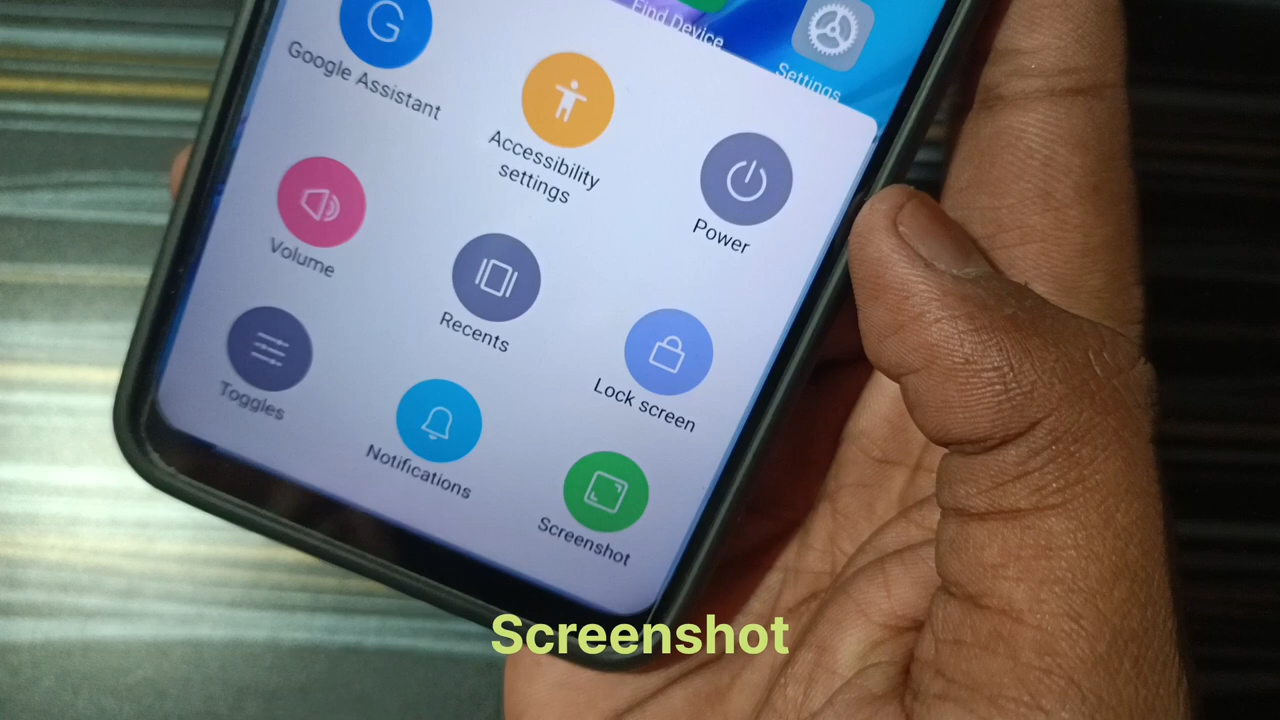 Find Device
Settings
G
Google Assistant
Accessibility
settings
Power
Volume
Recents
Lock screen
Toggles
Notifications
Screenshot
Screenshot